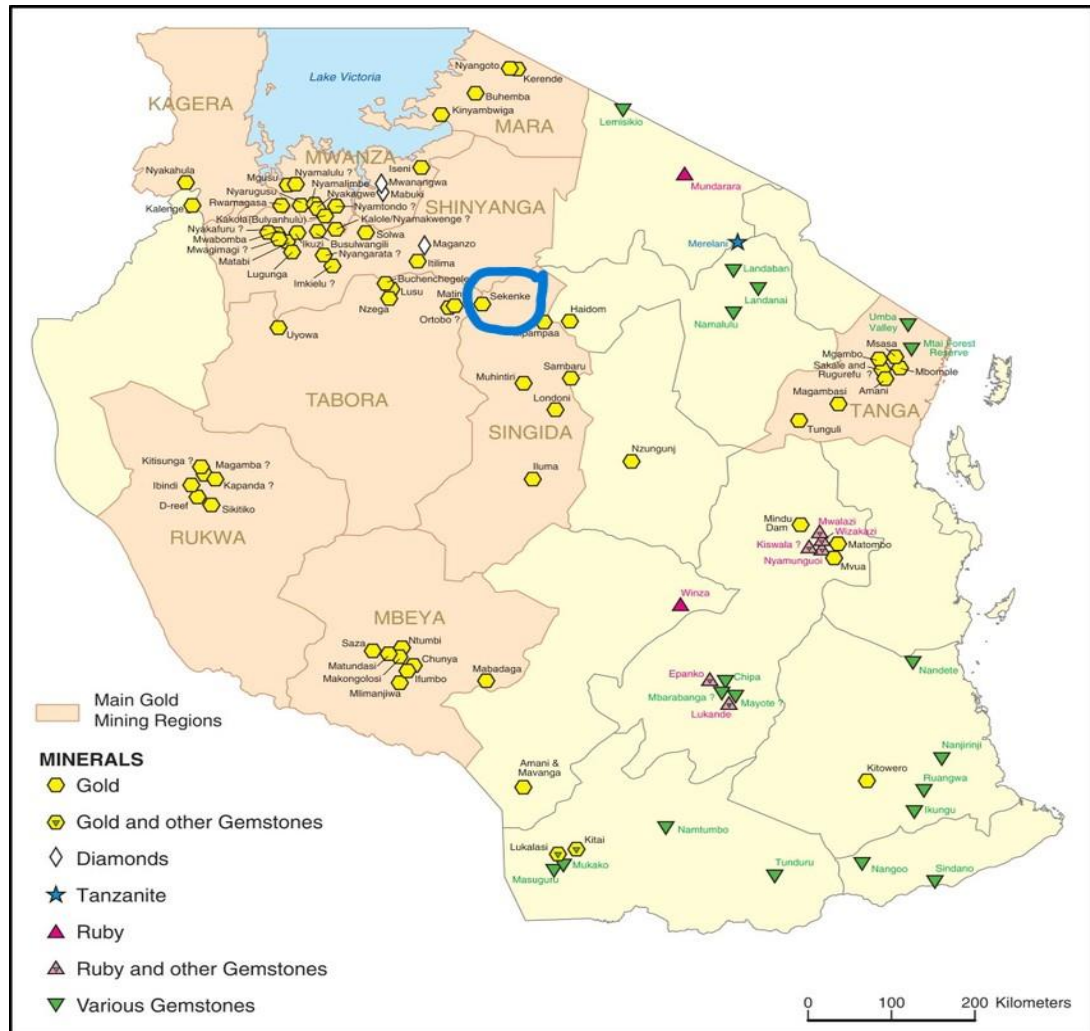 Lake Victoria
KAGERA
MARA
MWANZA
SHINYANGA
TABORA
SINGIDA
TANGA
RUKWA
MBEYA
Nyangoto
Kerende
Buhemba
Kinyambwiga
Lemisikio
Iseni
Mwanangwa
Mabuki
Nyakahula
Kalenge
Mgusu
Nyamalulu ?
Nyarugusu
Nyamalimbe
Rwamagasa
Nyakagwe
Nyamtondo ?
Kakola (Bulyanhulu)
Kalole/Nyamakwenge ?
Nyakafuru ?
Mwabomba
Mwagimagi ?
Matabi
Ikuzi
Busulwangili
Solwa
Nyangarata ?
Lugunga
Imkielu ?
Maganzo
Itilima
Mundarara
Merelani
Landaban
Landanai
Namalulu
Buchenchegele
Lusu
Nzega
Ortobo ?
Sekenke
Haidom
Uyowa
Umba
Valley
Msasa
Mtai Forest
Reserve
Mgambo
Sakale and
Rugurefu ?
Amani
Mbomole
Magambasi
Tunguli
Muhintiri
Sambaru
Londoni
Iluma
Nzungunj
Kitisunga ?
Magamba ?
Ibindi
Kapanda ?
D-reef
Sikitiko
Mindu
Dam
Mwalazi
Wizakazi
Kiswala ?
Matombo
Nyamunguoi
Mvua
Winza
Saza
Ntumbi
Matundasi
Chunya
Makongolosi
Ifumbo
Mlimanjiwa
Mabadaga
Epanko
Chipa
Mbarabanga ?
Mayote ?
Lukande
Nandete
Nanjirinji
Kitowero
Ruangwa
Ikungu
Amani &
Mavanga
Namtumbo
Lukalasi
Kitai
Mukako
Masuguru
Tunduru
Nangoo
Sindano
Main Gold
Mining Regions
MINERALS
Gold
Gold and other Gemstones
Diamonds
Tanzanite
Ruby
Ruby and other Gemstones
Various Gemstones
0 100 200 Kilometers